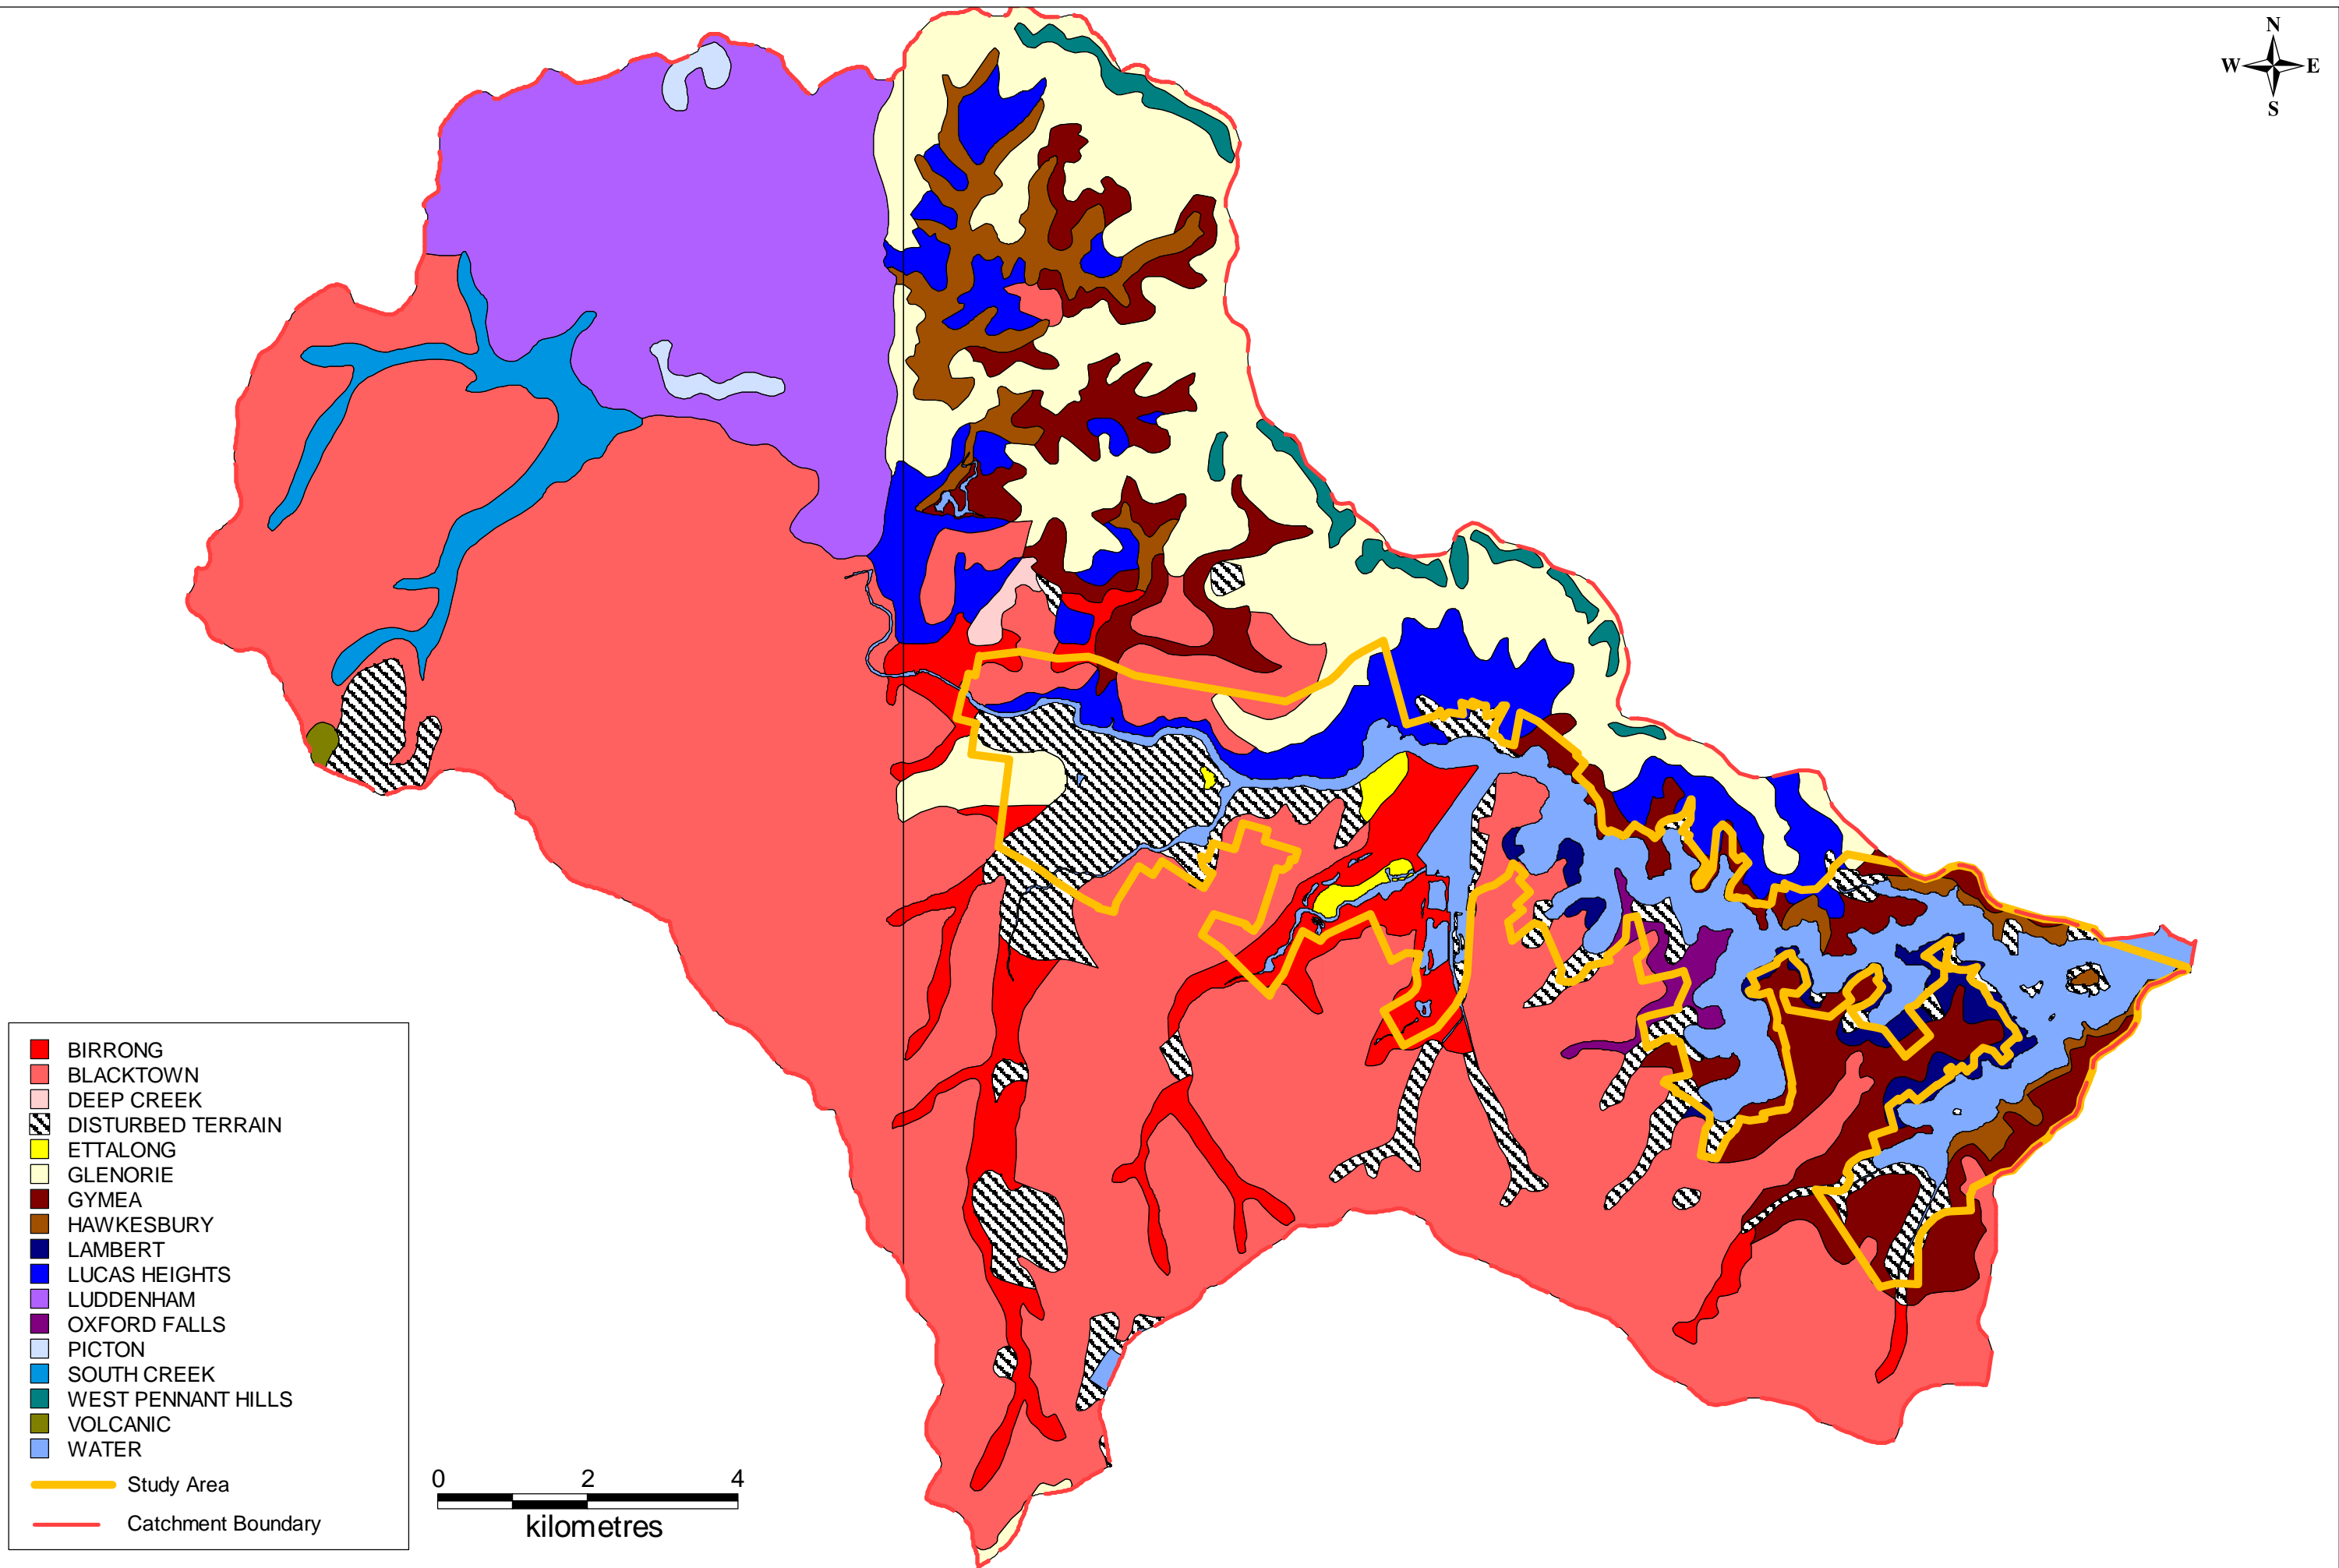 N
W E
S
BIRRONG
BLACKTOWN
DEEP CREEK
DISTURBED TERRAIN
ETTALONG
GLENORIE
GYMEA
HAWKESBURY
LAMBERT
LUCAS HEIGHTS
LUDDENHAM
OXFORD FALLS
PICTON
SOUTH CREEK
WEST PENNANT HILLS
VOLCANIC
WATER
Study Area
Catchment Boundary
0 2 4
kilometres